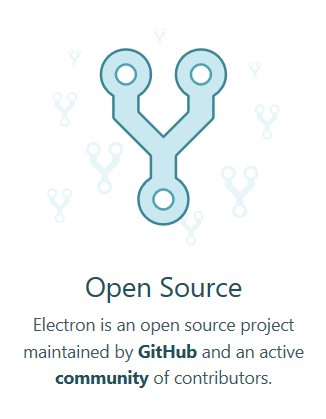 Open Source
Electron is an open source project
maintained by GitHub and an active
community of contributors.